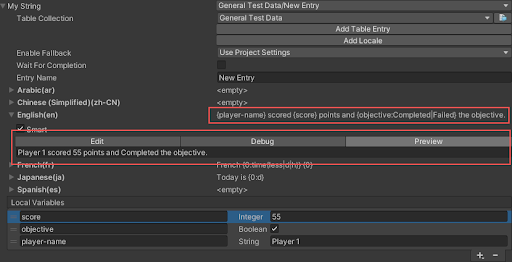 My String General Test Data/New Entry
Table Collection General Test Data
Add Table Entry
Add Locale
Enable Fallback Use Project Settings
Wait For Completion
Entry Name New Entry
Arabic(ar) <empty>
Chinese (Simplified)(zh-CN) <empty>
English(en) {player-name} scored {score} points and {objective:Completed|Failed} the objective.
Smart
Edit Debug Preview
Player 1 scored 55 points and Completed the objective.
French(fr) French {0:time(less|d|h)} {0}
Japanese(ja) Today is {0:d}
Spanish(es) <empty>
Local Variables
score Integer 55
objective Boolean
player-name String Player 1